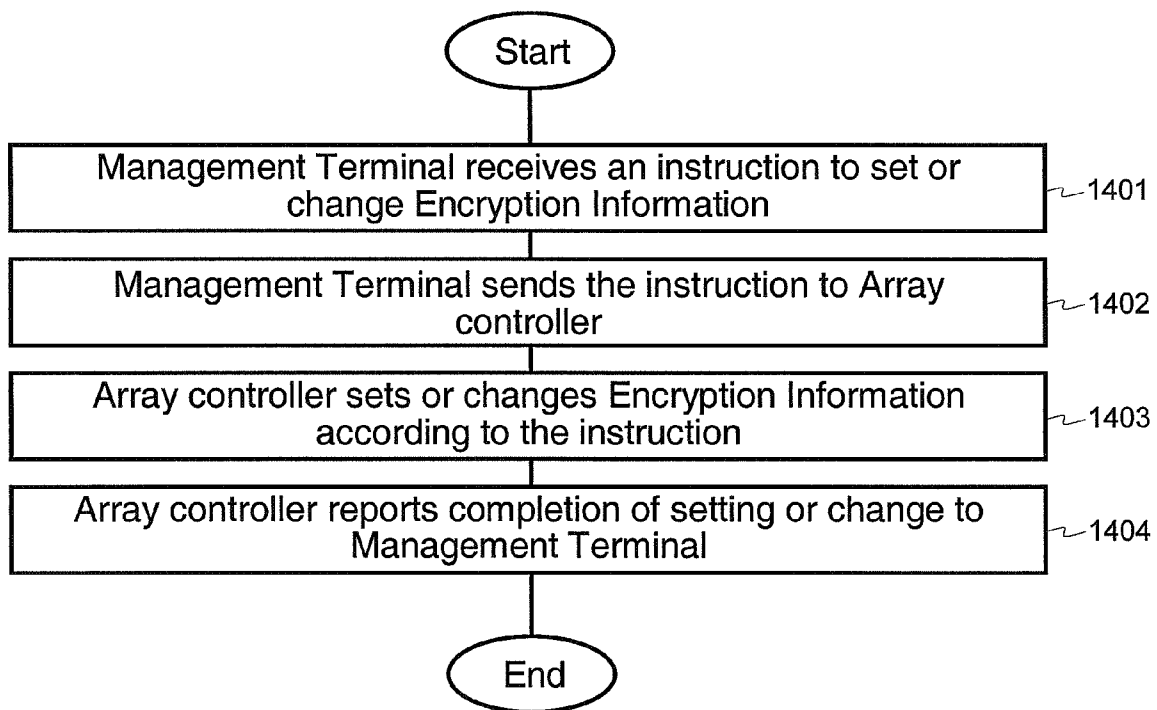 Start
Management Terminal receives an instruction to set or
change Encryption Information
1401
Management Terminal sends the instruction to Array
controller
1402
Array controller sets or changes Encryption Information
according to the instruction
1403
Array controller reports completion of setting or change to
Management Terminal
1404
End